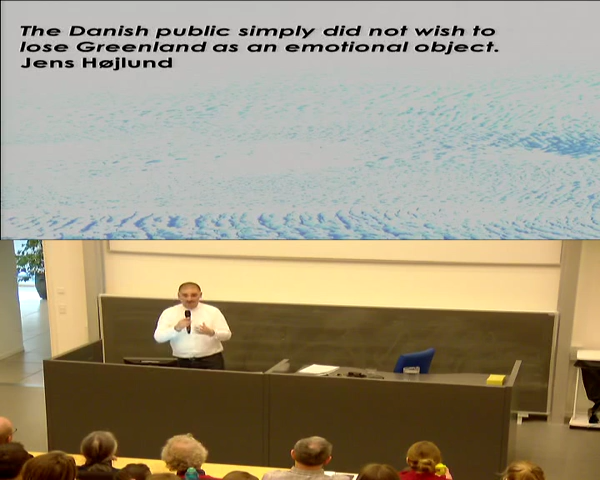 The Danish public simply did not wish to
lose Greenland as an emotional object.
Jens Højlund